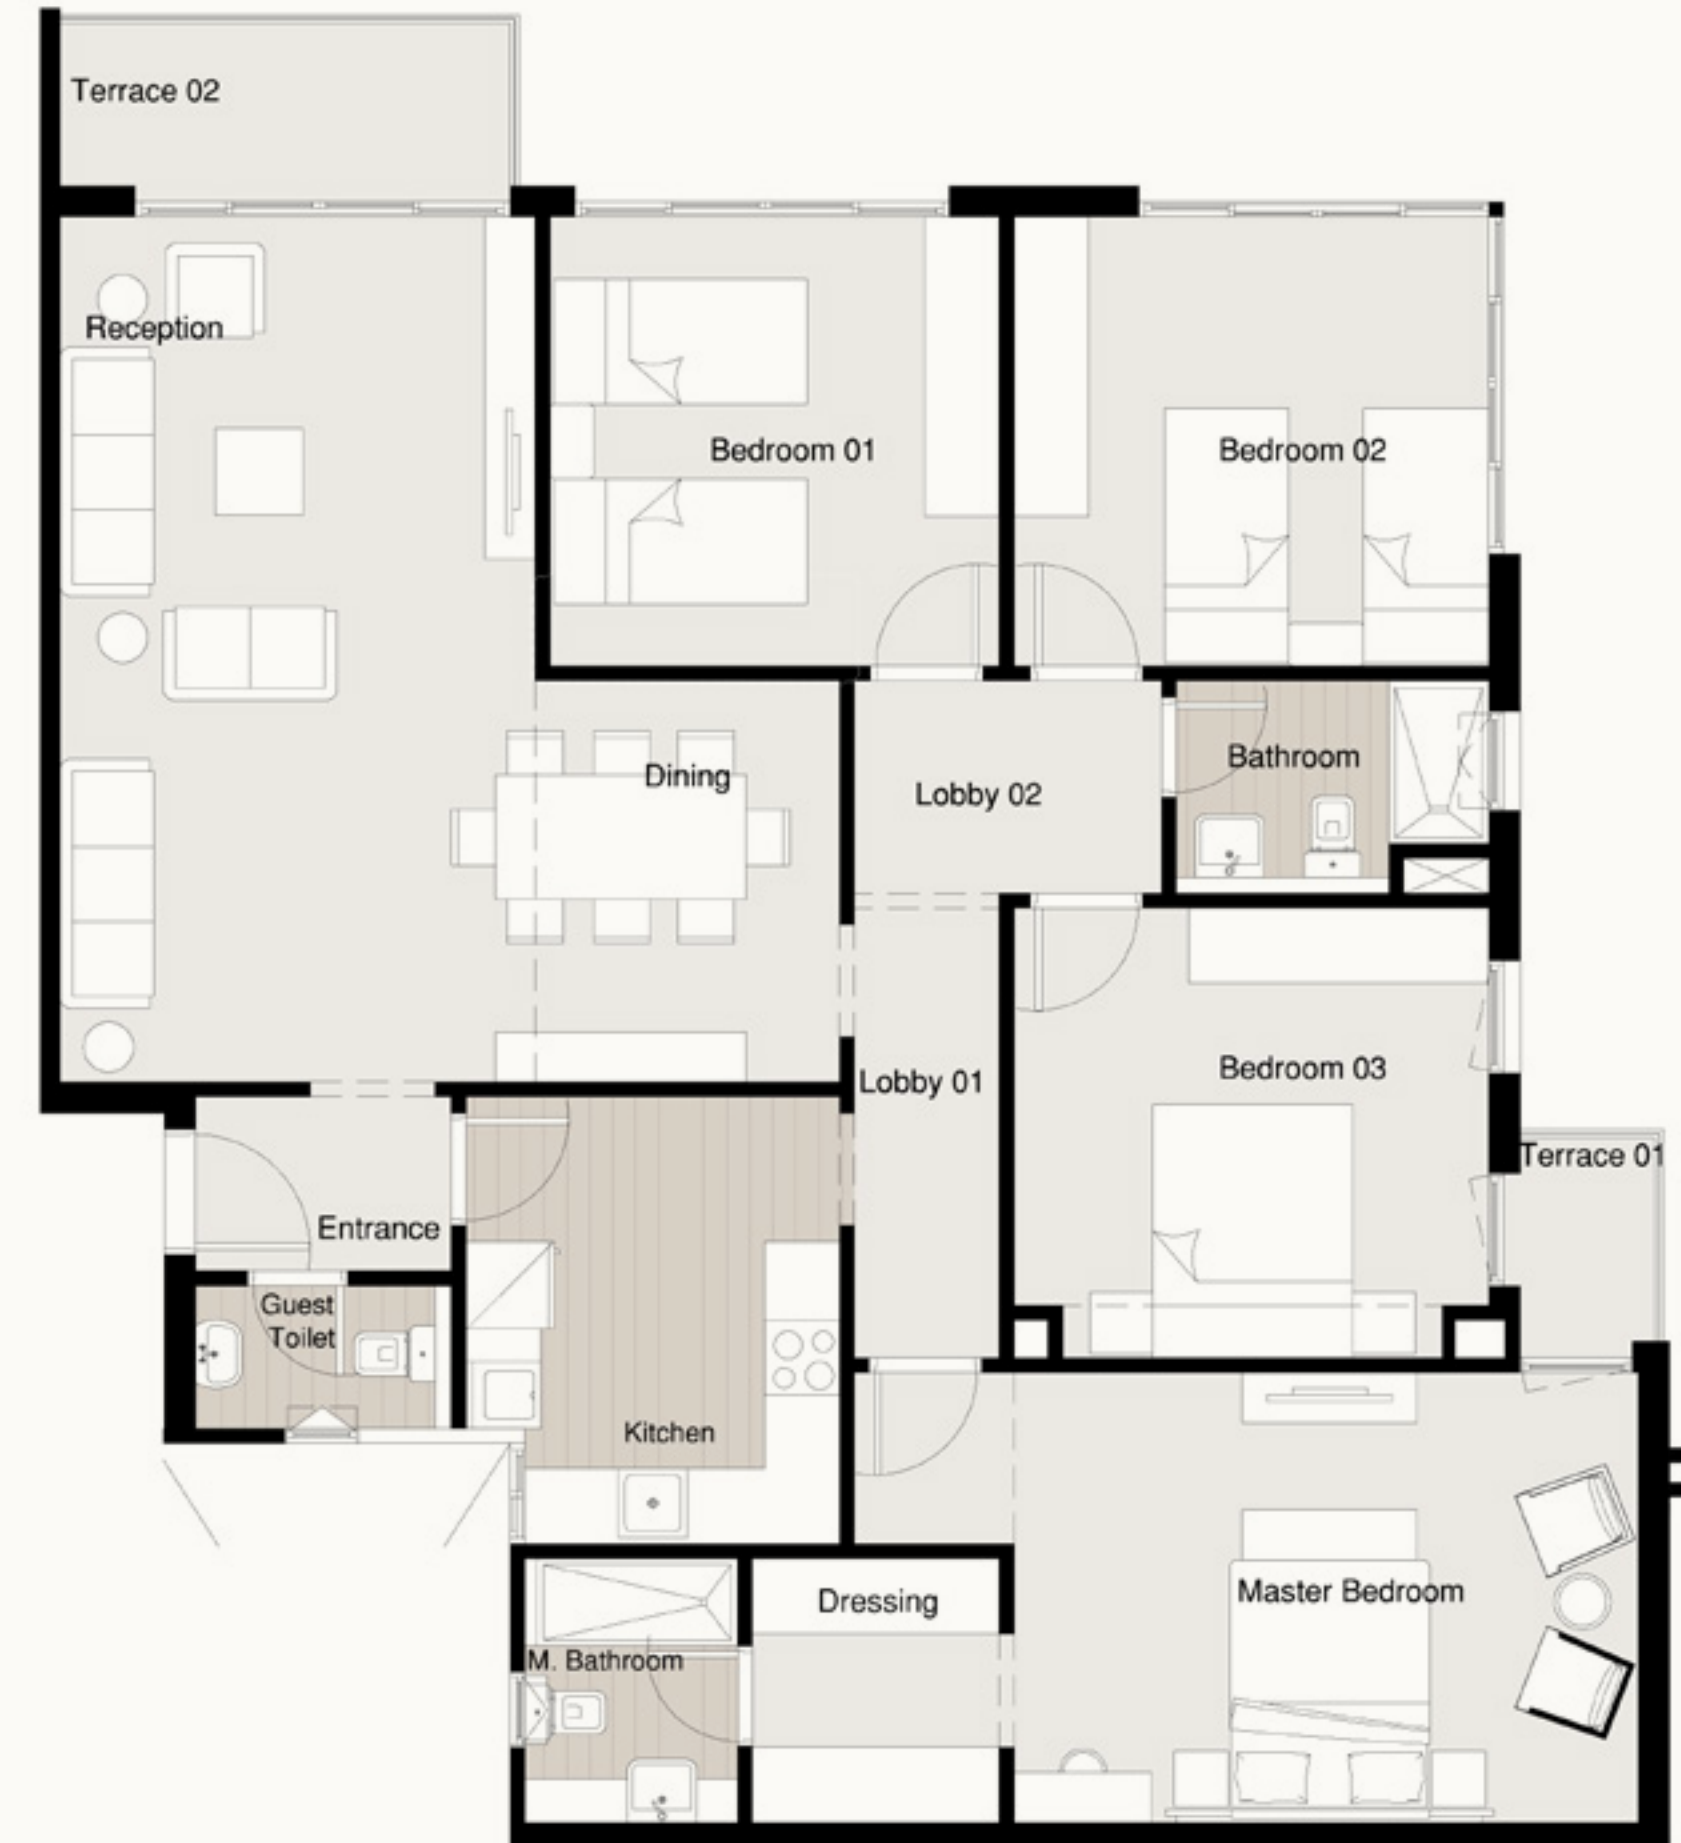 Terrace 02
Reception
Bedroom 01
Bedroom 02
Dining
Bathroom
Lobby 02
Bedroom 03
Lobby 01
Terrace 01
Entrance
Guest
Toilet
Kitchen
Master Bedroom
Dressing
M. Bathroom